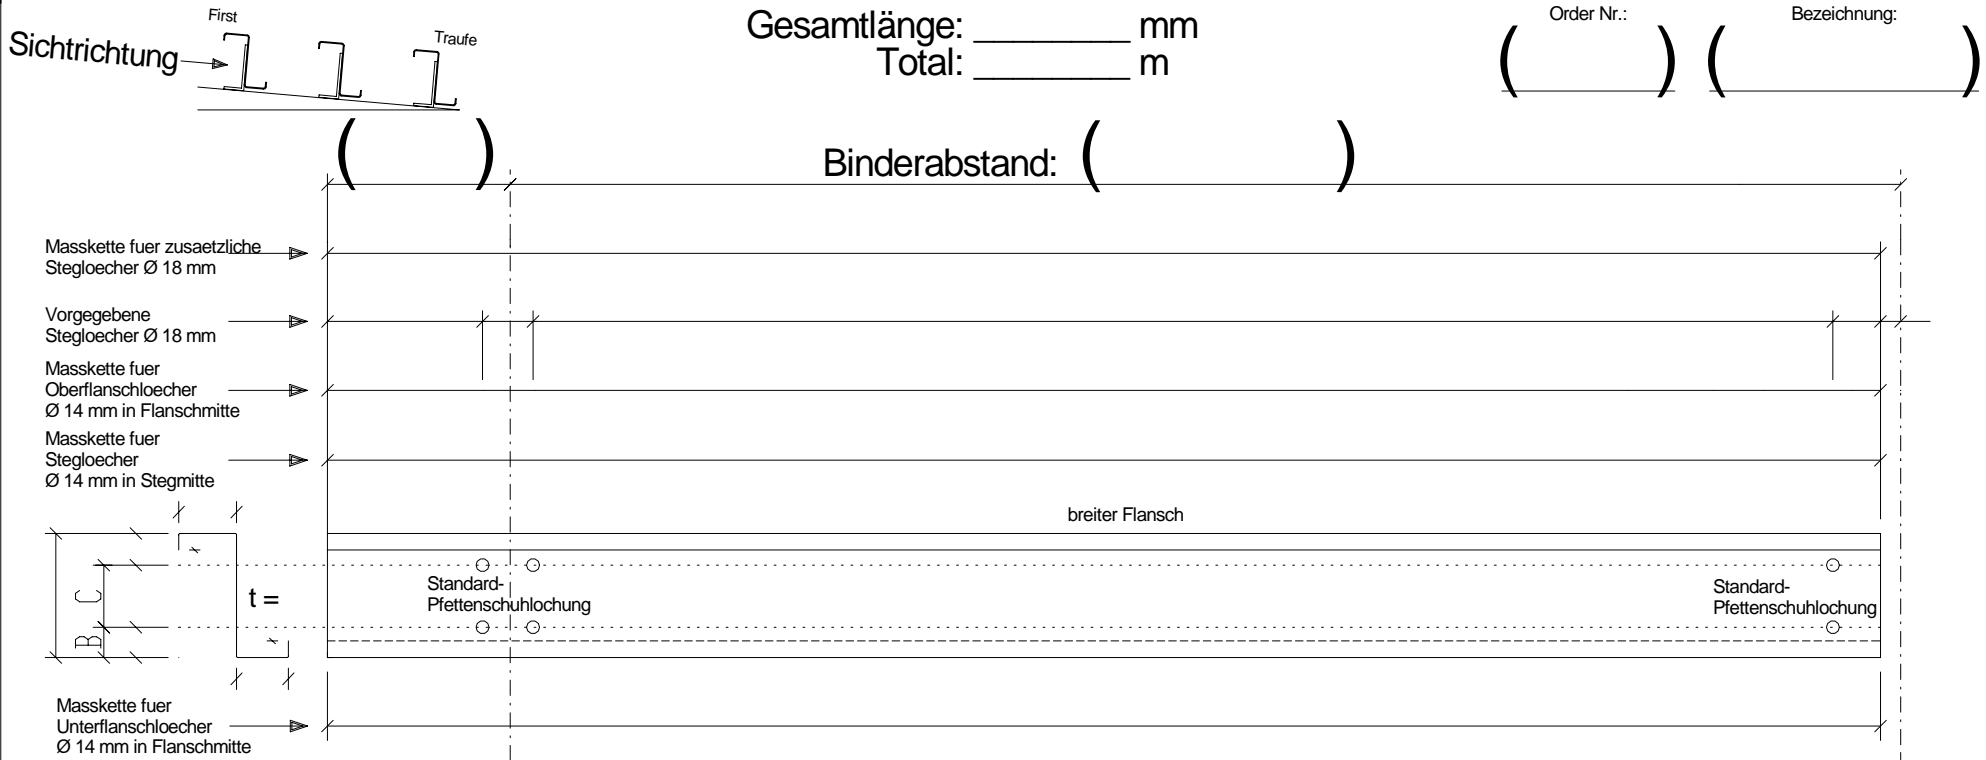 First
Sichtrichtung
Traufe
Gesamtlänge: ________ mm
Total: ________ m
Order Nr.:
Bezeichnung:
( )
( )
( )
Binderabstand: ( )
Masskette fuer zusaetzliche
Stegloecher Ø 18 mm
Vorgegebene
Stegloecher Ø 18 mm
Masskette fuer
Oberflanschloecher
Ø 14 mm in Flanschmitte
Masskette fuer
Stegloecher
Ø 14 mm in Stegmitte
breiter Flansch
C
B
t =
Standard-
Pfettenschuhlochung
Standard-
Pfettenschuhlochung
Masskette fuer
Unterflanschloecher
Ø 14 mm in Flanschmitte